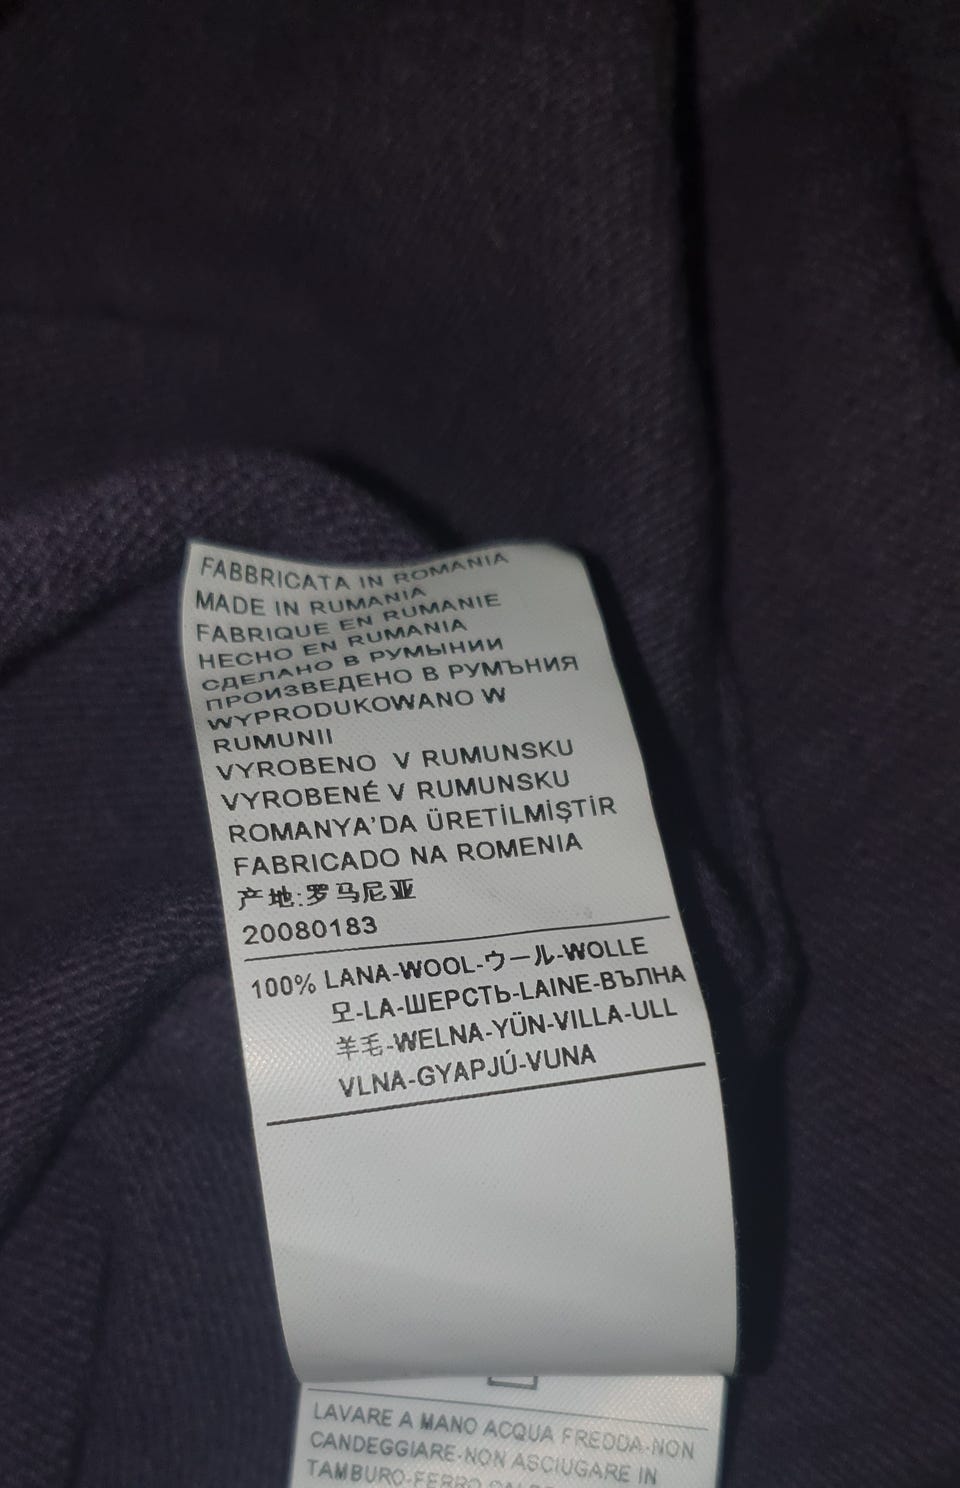 FABBRICATA IN ROMANIA
MADE IN RUMANIA
FABRIQUE EN RUMANIE
HECHO EN RUMANIA
СДЕЛАНО В РУМЫНИИ
ПРОИЗВЕДЕНО В РУМЪНИЯ
WYPRODUKOWANO W
RUMUNII
VYROBENO V RUMUNSKU
VYROBENÉ V RUMUNSKU
ROMANYA'DA ÜRETİLMİŞTİR
FABRICADO NA ROMENIA
产地:罗马尼亚
20080183
100% LANA-WOOL-ウール-WOLLE
모-LA-ШЕРСТЬ-LAINE-ВЪЛНА
羊毛-WELNA-YÜN-VILLA-ULL
VLNA-GYAPJÚ-VUNA
LAVARE A MANO ACQUA FREDDA-NON
CANDEGGIARE-NON ASCIUGARE IN
TAMBURO-FERRO